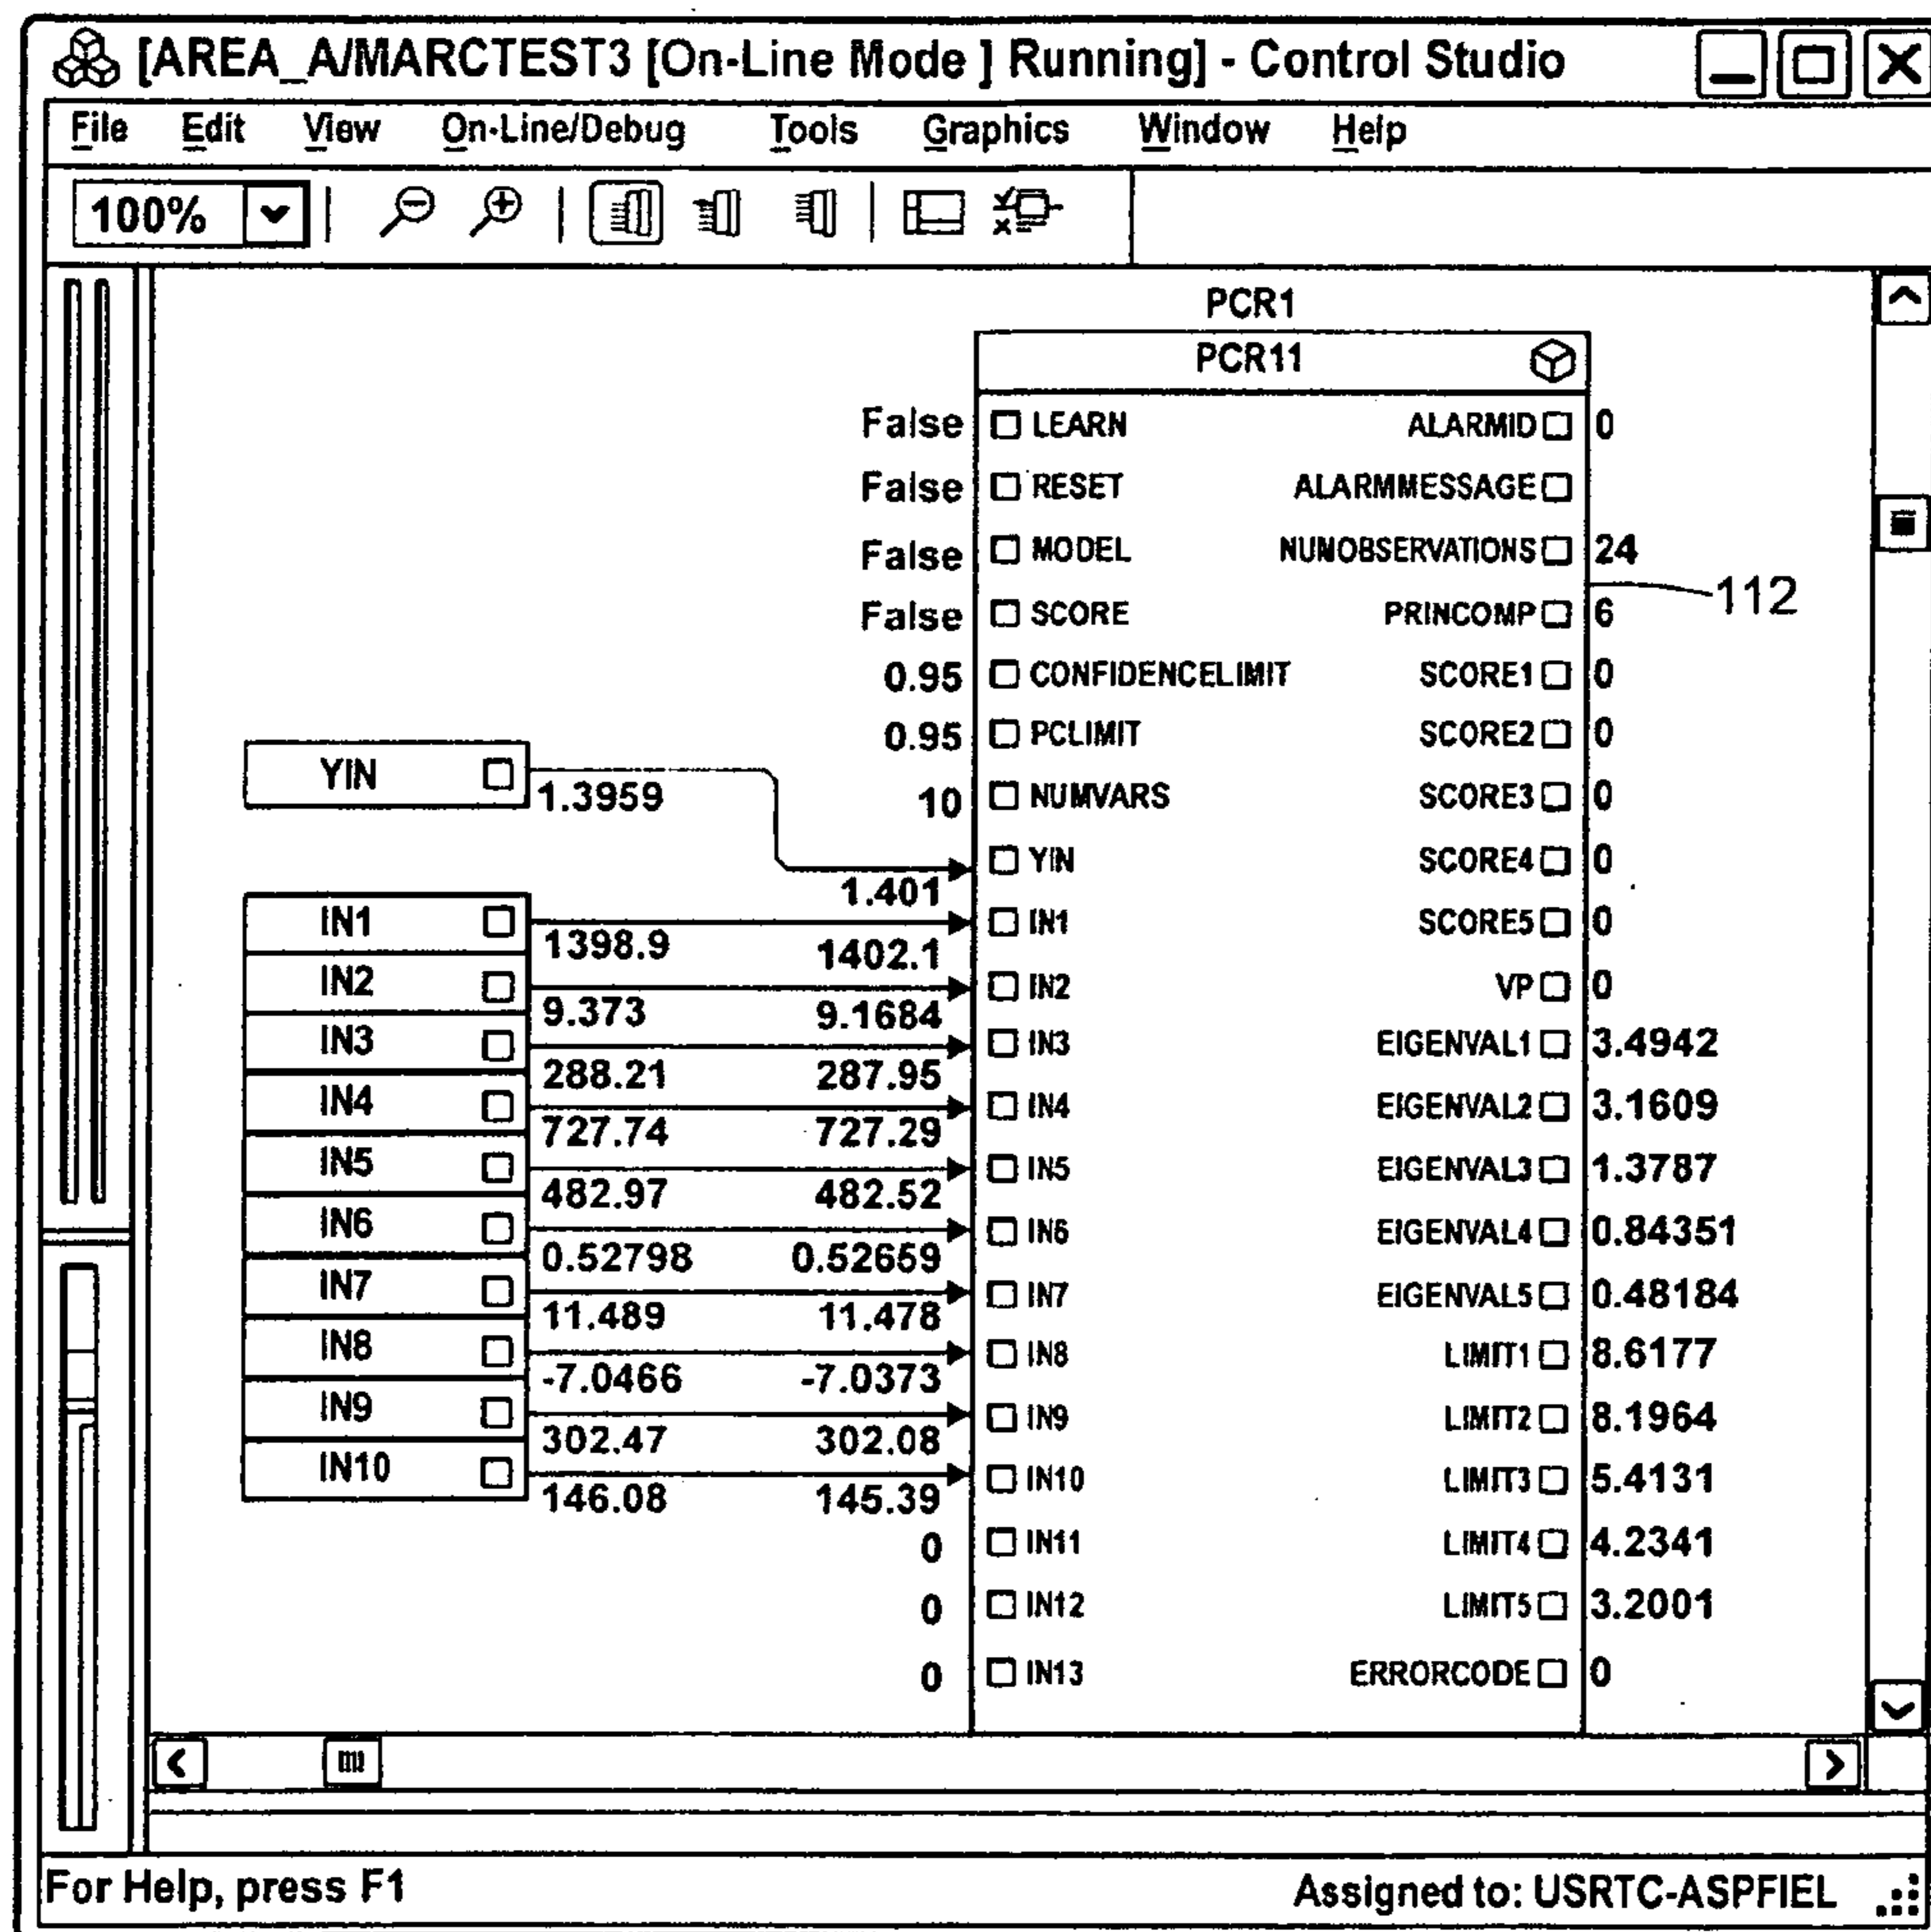 [AREA_A/MARCTEST3 [On-Line Mode ] Running] - Control Studio
File Edit View On-Line/Debug Tools Graphics Window Help
100%
PCR1
PCR11
False LEARN ALARMID 0
False RESET ALARMMESSAGE
False MODEL NUMOBSERVATIONS 24
112
False SCORE PRINCOMP 6
0.95 CONFIDENCELIMIT SCORE1 0
0.95 PCLIMIT SCORE2 0
YIN 1.3959 10 NUMVARS SCORE3 0
YIN SCORE4 0
1.401
IN1 IN1 SCORE5 0
1398.9 1402.1
IN2 IN2 VP 0
9.373 9.1684
IN3 IN3 EIGENVAL1 3.4942
288.21 287.95
IN4 IN4 EIGENVAL2 3.1609
727.74 727.29
IN5 IN5 EIGENVAL3 1.3787
482.97 482.52
IN6 IN6 EIGENVAL4 0.84351
0.52798 0.52659
IN7 IN7 EIGENVAL5 0.48184
11.489 11.478
IN8 IN8 LIMIT1 8.6177
-7.0466 -7.0373
IN9 IN9 LIMIT2 8.1964
302.47 302.08
IN10 IN10 LIMIT3 5.4131
146.08 145.39
0 IN11 LIMIT4 4.2341
0 IN12 LIMIT5 3.2001
0 IN13 ERRORCODE 0
For Help, press F1 Assigned to: USRTC-ASPFIEL